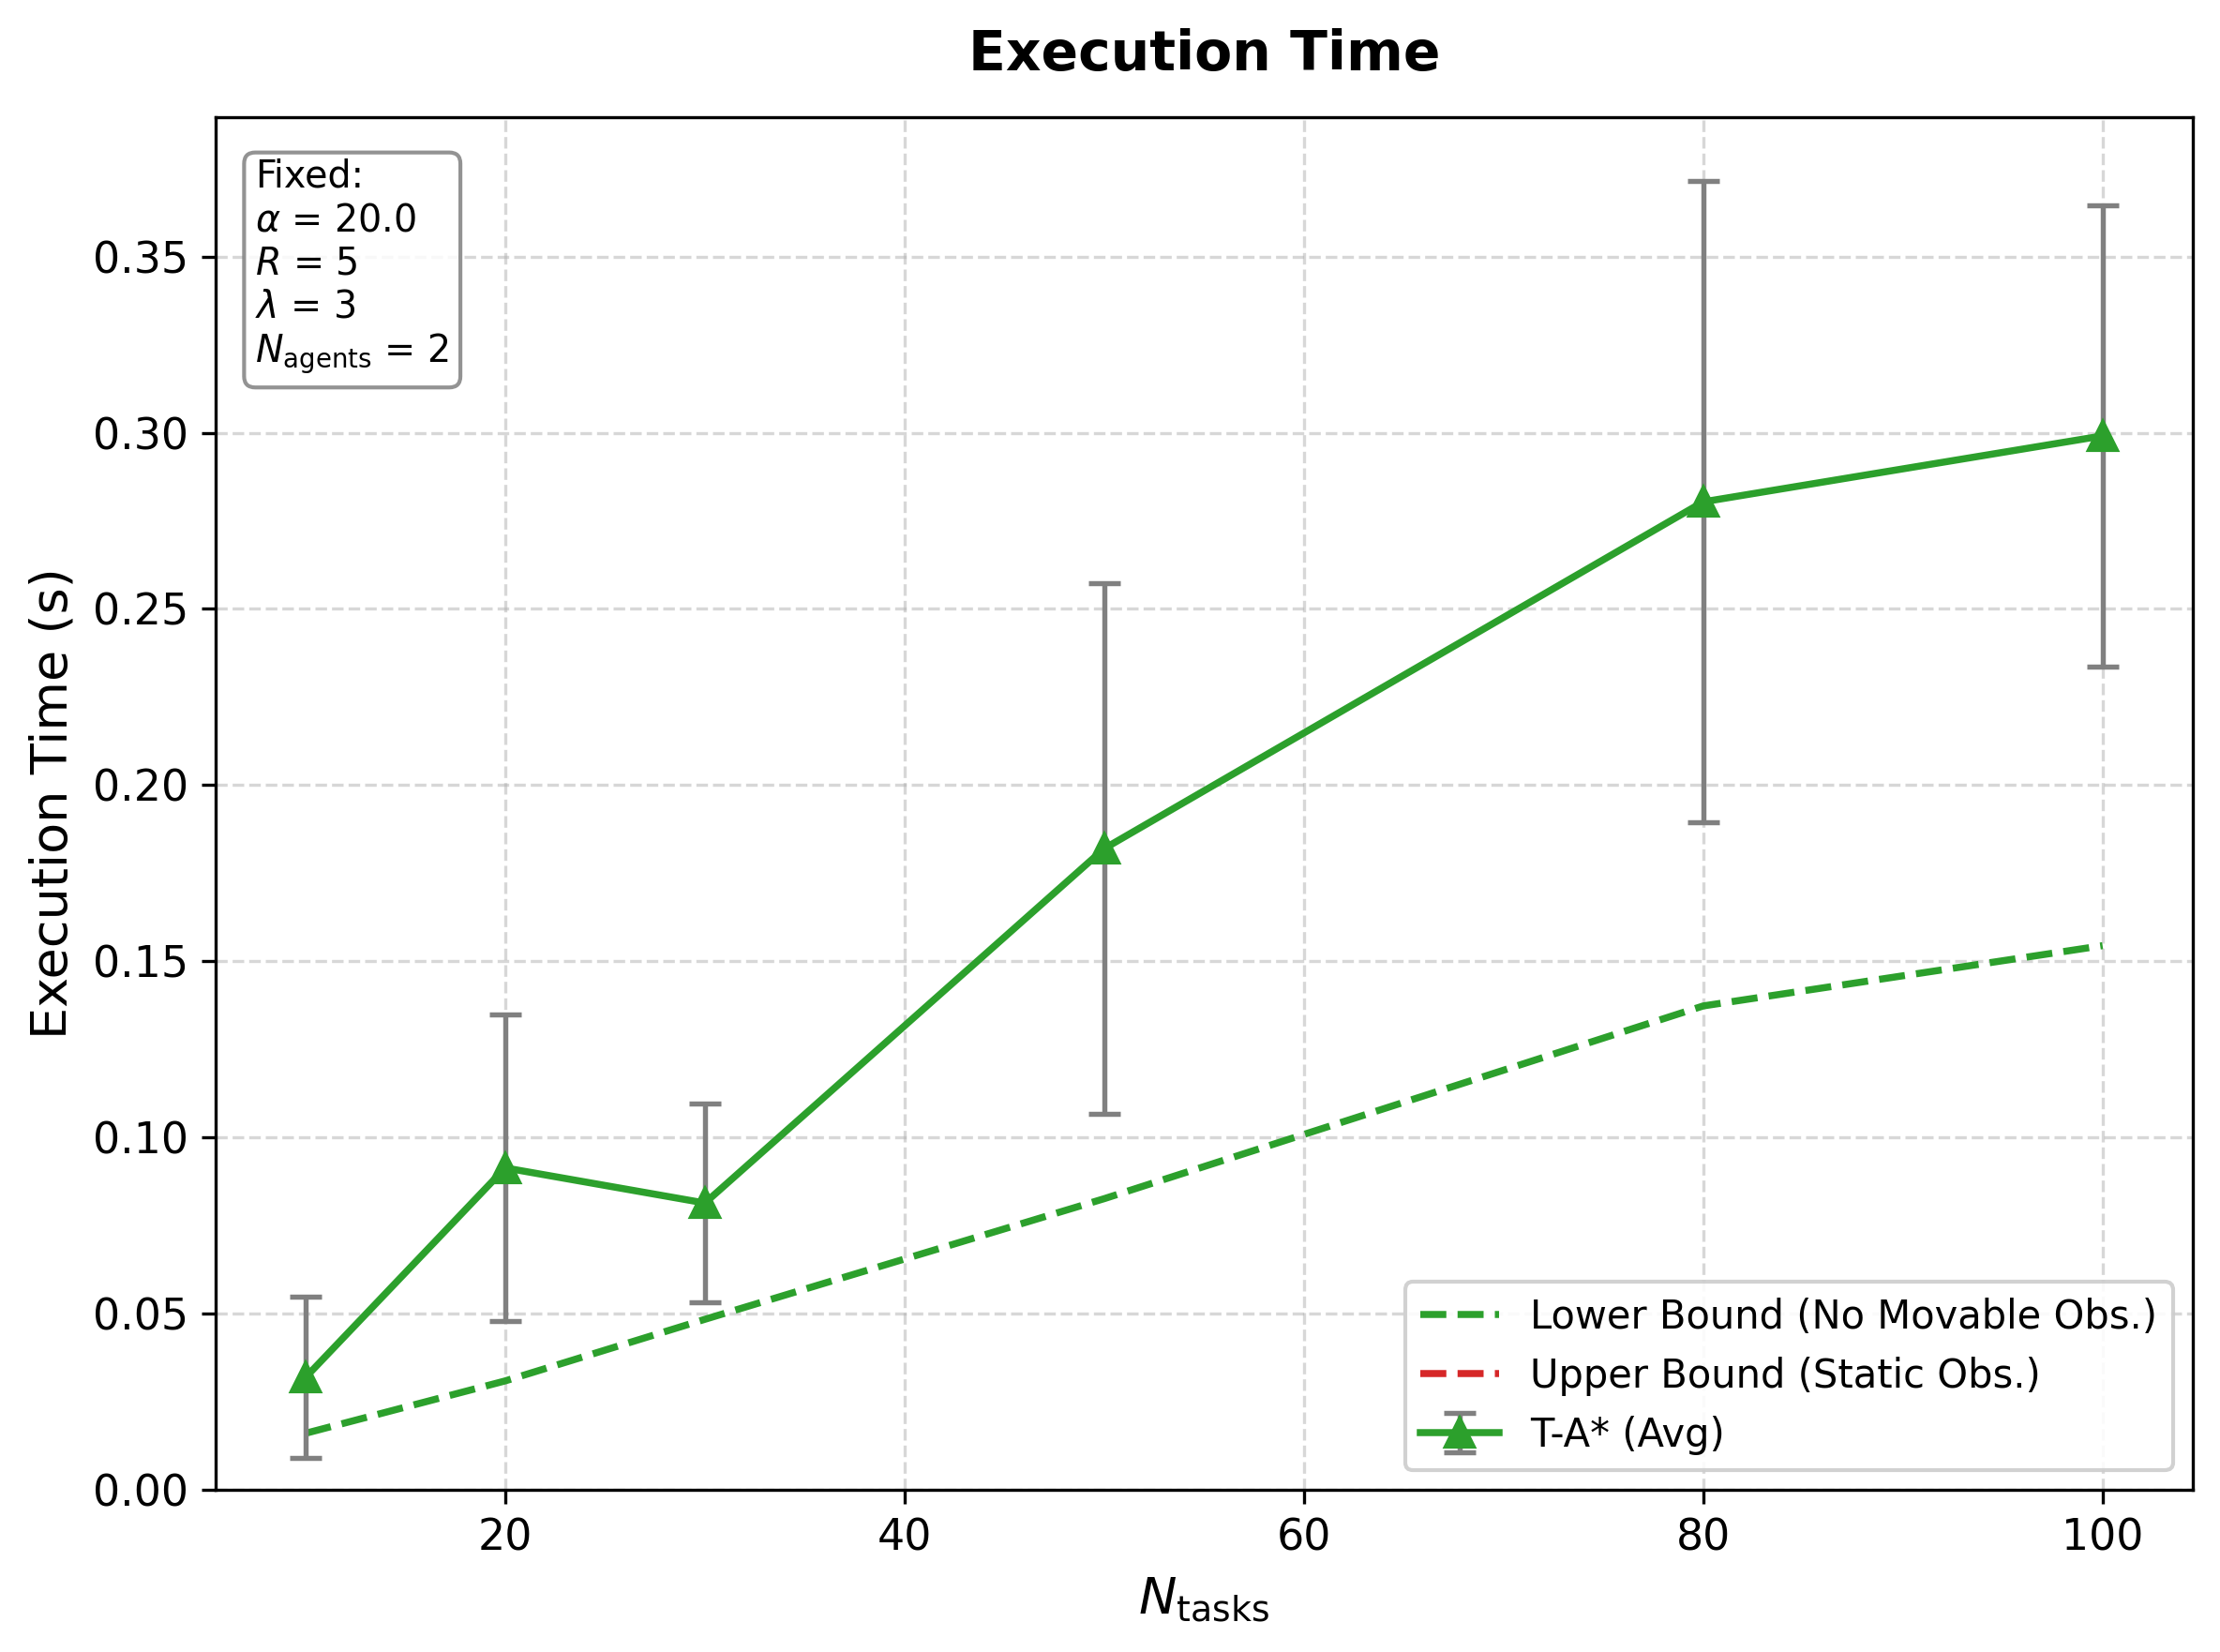 Execution Time
Fixed:
α = 20.0
R = 5
λ = 3
N_agents = 2
Execution Time (s)
0.35
0.30
0.25
0.20
0.15
0.10
0.05
0.00
Lower Bound (No Movable Obs.)
Upper Bound (Static Obs.)
T-A* (Avg)
20 40 60 80 100
N_tasks